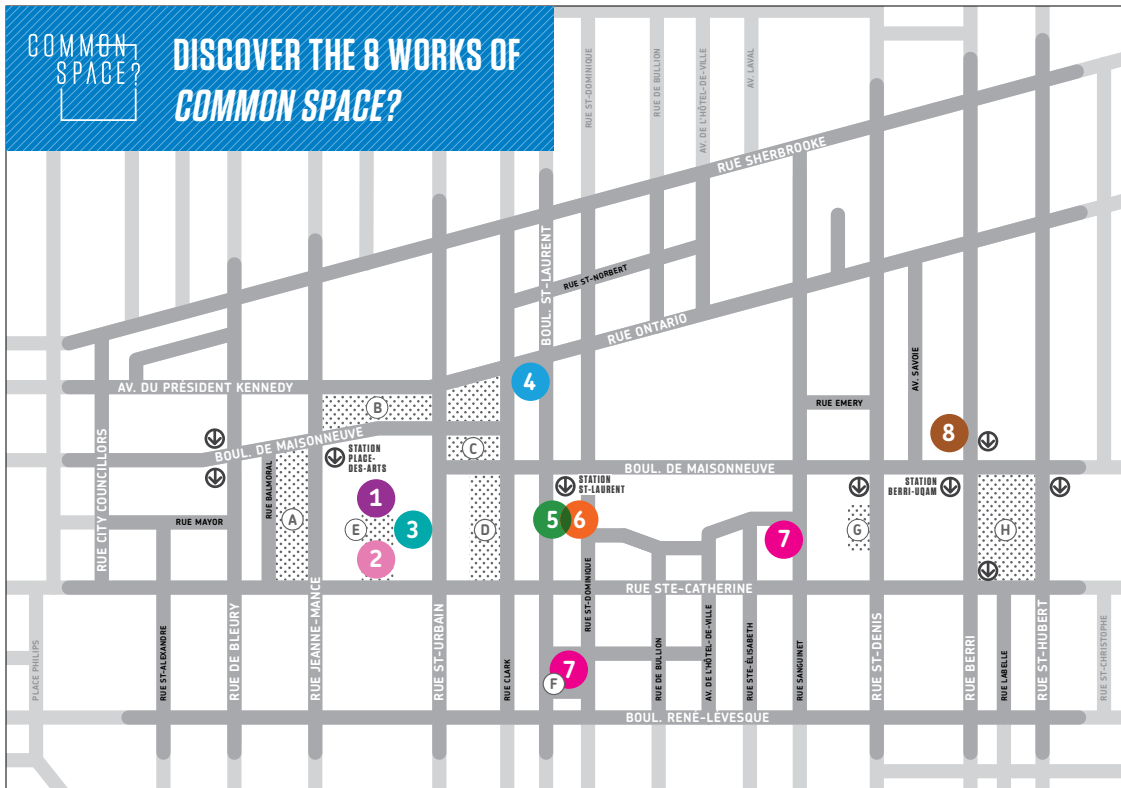 COMMON
SPACE?
DISCOVER THE 8 WORKS OF
COMMON SPACE?
RUE ST-DOMINIQUE
RUE DE BULLION
AV. DE L'HÔTEL-DE-VILLE
AV. LAVAL
RUE SHERBROOKE
BOUL. ST-LAURENT
RUE ST-NORBERT
RUE ONTARIO
AV. DU PRÉSIDENT KENNEDY
4
B
AV. SAVOIE
RUE EMERY
RUE CITY COUNCILLORS
BOUL. DE MAISONNEUVE
STATION
PLACE-
DES-ARTS
C
8
BOUL. DE MAISONNEUVE
RUE BALMORAL
STATION
ST-LAURENT
STATION
BERRI-UQAM
1
RUE MAYOR
A
E
3
D
5
6
7
G
H
2
RUE STE-CATHERINE
PLACE PHILIPS
RUE ST-ALEXANDRE
RUE DE BLEURY
RUE JEANNE-MANCE
RUE ST-URBAIN
RUE CLARK
7
F
RUE ST-DOMINIQUE
RUE DE BULLION
AV. DE L'HÔTEL-DE-VILLE
RUE STE-ÉLISABETH
RUE SANGUINET
RUE ST-DENIS
RUE BERRI
RUE LABELLE
RUE ST-HUBERT
RUE ST-CHRISTOPHE
BOUL. RENÉ-LÉVESQUE